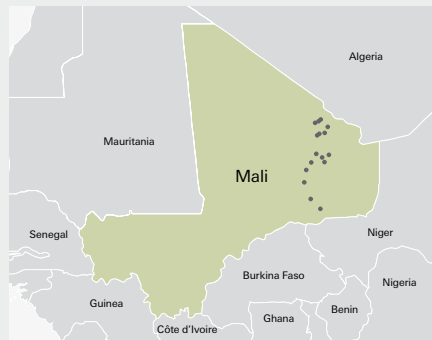 Algeria
Mauritania
Mali
Senegal
Niger
Burkina Faso
Nigeria
Guinea
Benin
Ghana
Côte d’Ivoire